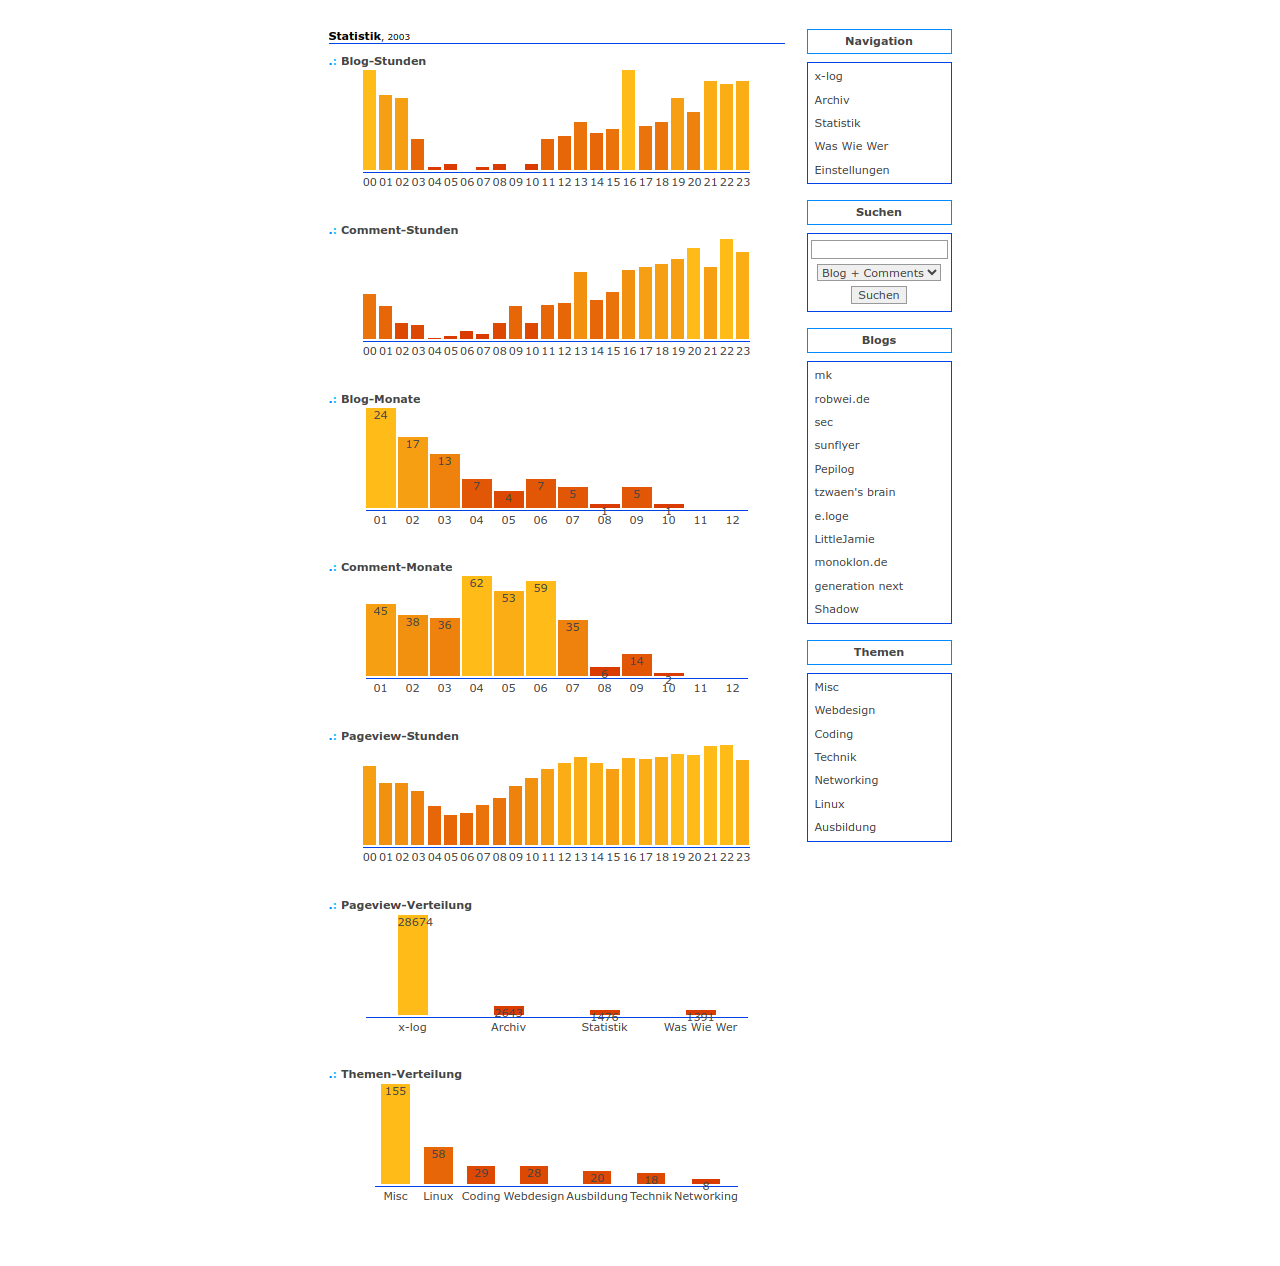 Statistik, 2003
.: Blog-Stunden
00 01 02 03 04 05 06 07 08 09 10 11 12 13 14 15 16 17 18 19 20 21 22 23
.: Comment-Stunden
00 01 02 03 04 05 06 07 08 09 10 11 12 13 14 15 16 17 18 19 20 21 22 23
.: Blog-Monate
24 17 13 7 4 7 5 1 5 1
01 02 03 04 05 06 07 08 09 10 11 12
.: Comment-Monate
45 38 36 62 53 59 35 6 14 2
01 02 03 04 05 06 07 08 09 10 11 12
.: Pageview-Stunden
00 01 02 03 04 05 06 07 08 09 10 11 12 13 14 15 16 17 18 19 20 21 22 23
.: Pageview-Verteilung
28674 2643 1476 1391
x-log Archiv Statistik Was Wie Wer
.: Themen-Verteilung
155 58 29 28 20 18 8
Misc Linux Coding Webdesign Ausbildung Technik Networking
Navigation
x-log
Archiv
Statistik
Was Wie Wer
Einstellungen
Suchen
Blog + Comments
Suchen
Blogs
mk
robwei.de
sec
sunflyer
Pepilog
tzwaen's brain
e.loge
LittleJamie
monoklon.de
generation next
Shadow
Themen
Misc
Webdesign
Coding
Technik
Networking
Linux
Ausbildung